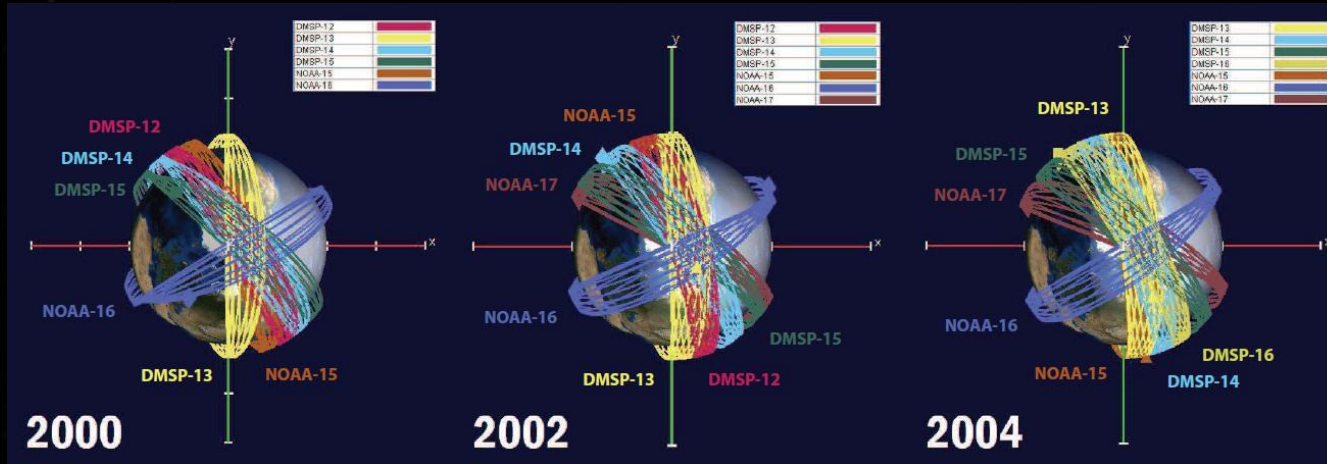 y
DMSP-12
DMSP-13
DMSP-14
DMSP-15
NOAA-15
NOAA-16
DMSP-12
DMSP-14
DMSP-15
x
NOAA-16
DMSP-13
NOAA-15
2000
y
DMSP-12
DMSP-13
DMSP-14
DMSP-15
NOAA-15
NOAA-16
NOAA-17
NOAA-15
DMSP-14
NOAA-17
x
NOAA-16
DMSP-15
DMSP-13
DMSP-12
2002
y
DMSP-13
DMSP-14
DMSP-15
DMSP-16
NOAA-15
NOAA-16
NOAA-17
DMSP-13
DMSP-15
NOAA-17
NOAA-16
DMSP-16
NOAA-15
DMSP-14
2004